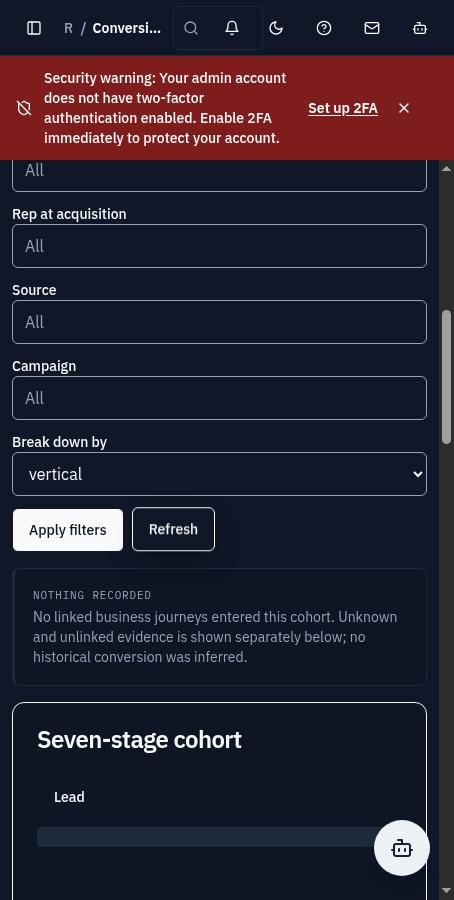 R / Conversi...
Security warning: Your admin account
does not have two-factor
authentication enabled. Enable 2FA
immediately to protect your account.
Set up 2FA
All
Rep at acquisition
All
Source
All
Campaign
All
Break down by
vertical
Apply filters
Refresh
NOTHING RECORDED
No linked business journeys entered this cohort. Unknown
and unlinked evidence is shown separately below; no
historical conversion was inferred.
Seven-stage cohort
Lead